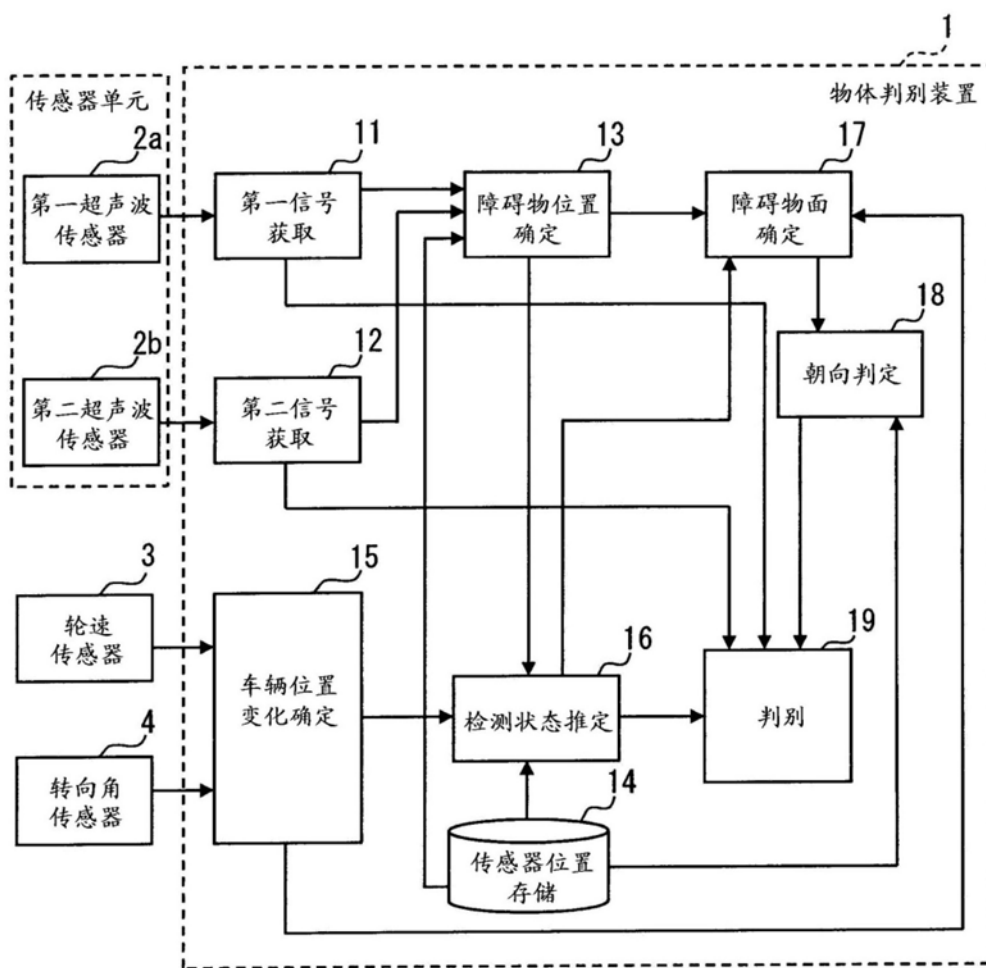 1
传感器单元
物体判别装置
2a
11
13
17
第一超声波
传感器
第一信号
获取
障碍物位置
确定
障碍物面
确定
18
2b
12
朝向判定
第二超声波
传感器
第二信号
获取
3
15
轮速
传感器
16
19
车辆位置
变化确定
检测状态推定
判别
4
转向角
传感器
14
传感器位置
存储